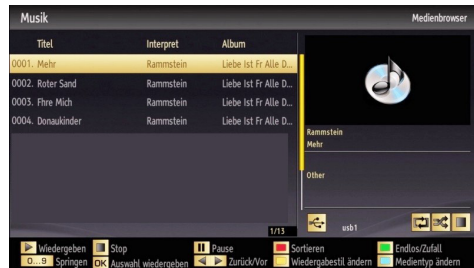 Musik Medienbrowser
Titel Interpret Album
0001. Mehr Rammstein Liebe Ist Fr Alle D...
0002. Roter Sand Rammstein Liebe Ist Fr Alle D...
0003. Fhre Mich Rammstein Liebe Ist Fr Alle D...
0004. Donaukinder Rammstein Liebe Ist Fr Alle D...
Rammstein
Mehr
Other
1/13
usb1
Wiedergeben Stop Pause Sortieren Endlos/Zufall
0...9 Springen OK Auswahl wiedergeben Zurück/Vor Wiedergabestil ändern Medientyp ändern